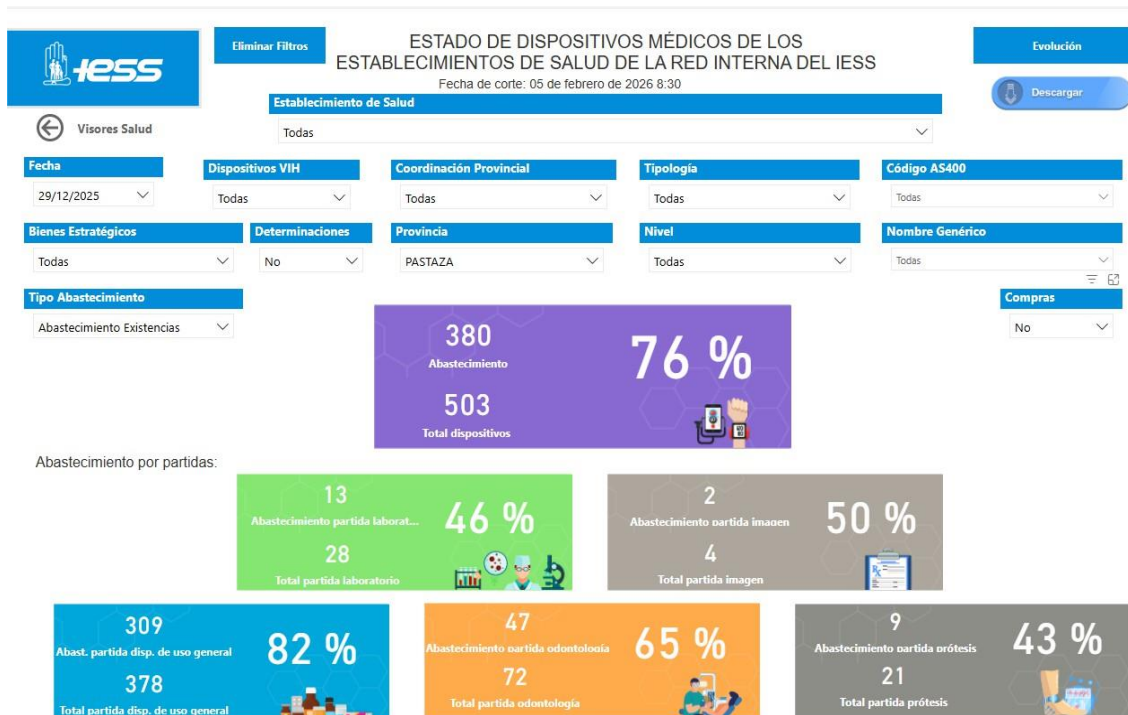 iess
Eliminar Filtros
ESTADO DE DISPOSITIVOS MÉDICOS DE LOS
ESTABLECIMIENTOS DE SALUD DE LA RED INTERNA DEL IESS
Fecha de corte: 05 de febrero de 2026 8:30
Evolución
Descargar
Establecimiento de Salud
Todas
Visores Salud
Fecha
29/12/2025
Dispositivos VIH
Todas
Coordinación Provincial
Todas
Tipología
Todas
Código AS400
Todas
Bienes Estratégicos
Todas
Determinaciones
No
Provincia
PASTAZA
Nivel
Todas
Nombre Genérico
Todas
Tipo Abastecimiento
Abastecimiento Existencias
Compras
No
380
Abastecimiento
503
Total dispositivos
76 %
Abastecimiento por partidas:
13
Abastecimiento partida laborat...
28
Total partida laboratorio
46 %
2
Abastecimiento partida imagen
4
Total partida imagen
50 %
309
Abast. partida disp. de uso general
378
Total partida disp. de uso general
82 %
47
Abastecimiento partida odontología
72
Total partida odontología
65 %
9
Abastecimiento partida prótesis
21
Total partida prótesis
43 %